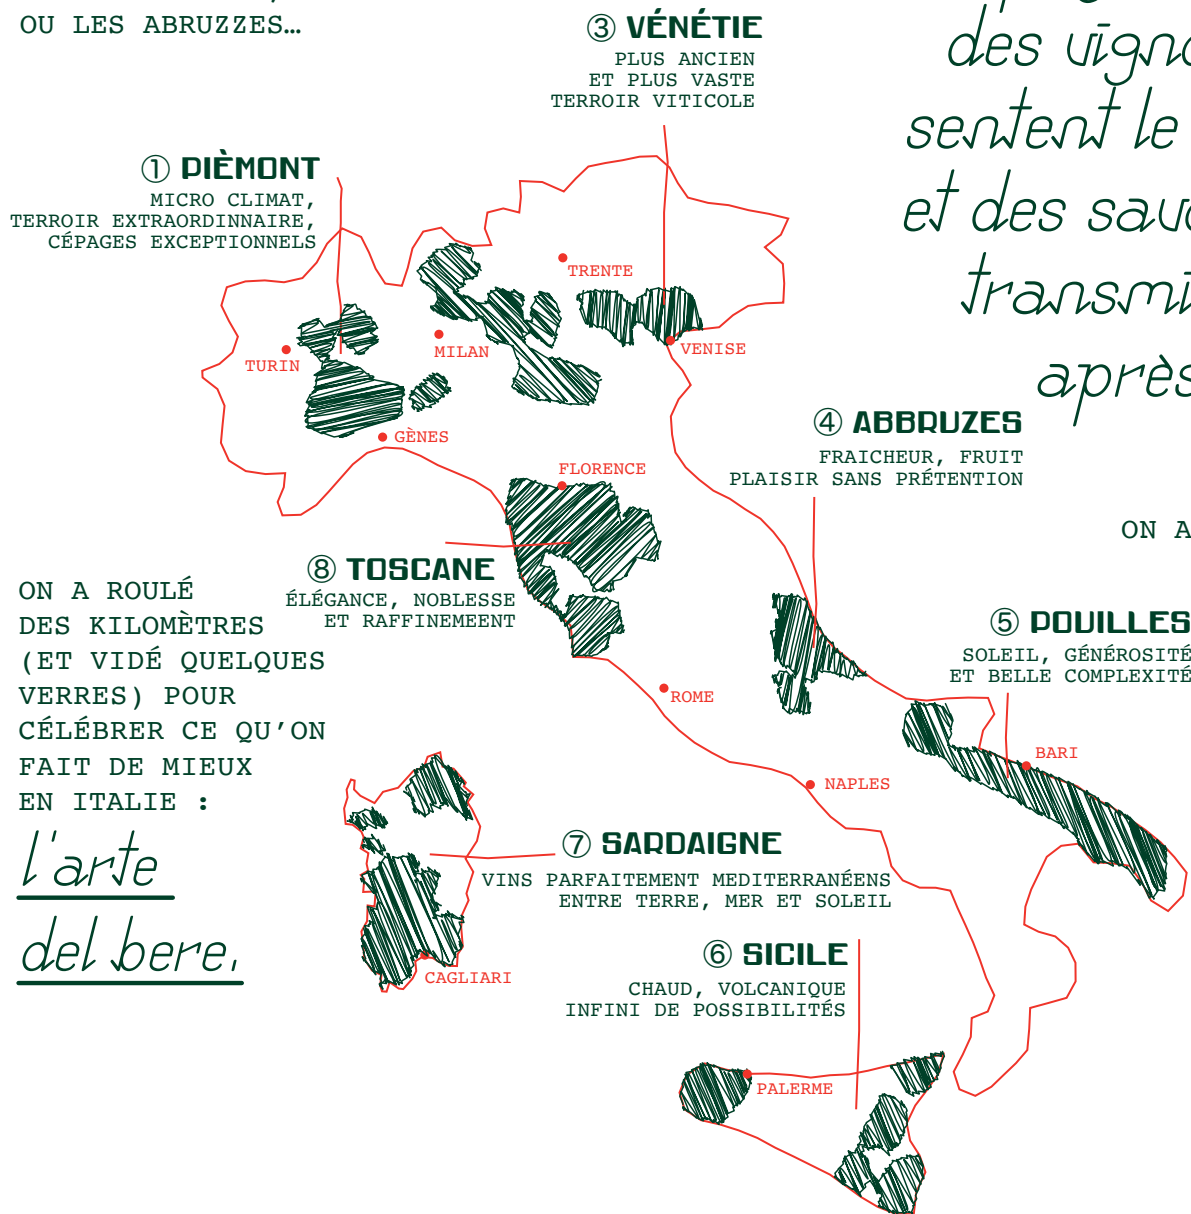 OU LES ABRUZZES…
③ VÉNÉTIE
PLUS ANCIEN
ET PLUS VASTE
TERROIR VITICOLE
des vign
sentent le
et des sav
transmi
après
① PIÈMONT
MICRO CLIMAT,
TERROIR EXTRAORDINNAIRE,
CÉPAGES EXCEPTIONNELS
TRENTE
TURIN
MILAN
VENISE
GÈNES
④ ABBRUZES
FRAICHEUR, FRUIT
PLAISIR SANS PRÉTENTION
FLORENCE
ON A
⑧ TOSCANE
ÉLÉGANCE, NOBLESSE
ET RAFFINEMEENT
ON A ROULÉ
DES KILOMÈTRES
(ET VIDÉ QUELQUES
VERRES) POUR
CÉLÉBRER CE QU'ON
FAIT DE MIEUX
EN ITALIE :
l'arte
del bere.
⑤ POUILLES
SOLEIL, GÉNÉROSITÉ
ET BELLE COMPLEXITÉ
ROME
BARI
NAPLES
⑦ SARDAIGNE
VINS PARFAITEMENT MEDITERRANÉENS
ENTRE TERRE, MER ET SOLEIL
CAGLIARI
⑥ SICILE
CHAUD, VOLCANIQUE
INFINI DE POSSIBILITÉS
PALERME